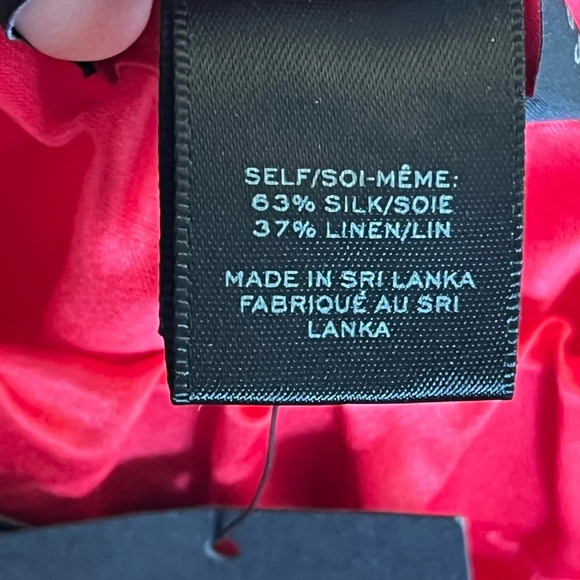 SELF/SOI-MÊME:
63% SILK/SOIE
37% LINEN/LIN
MADE IN SRI LANKA
FABRIQUÉ AU SRI
LANKA